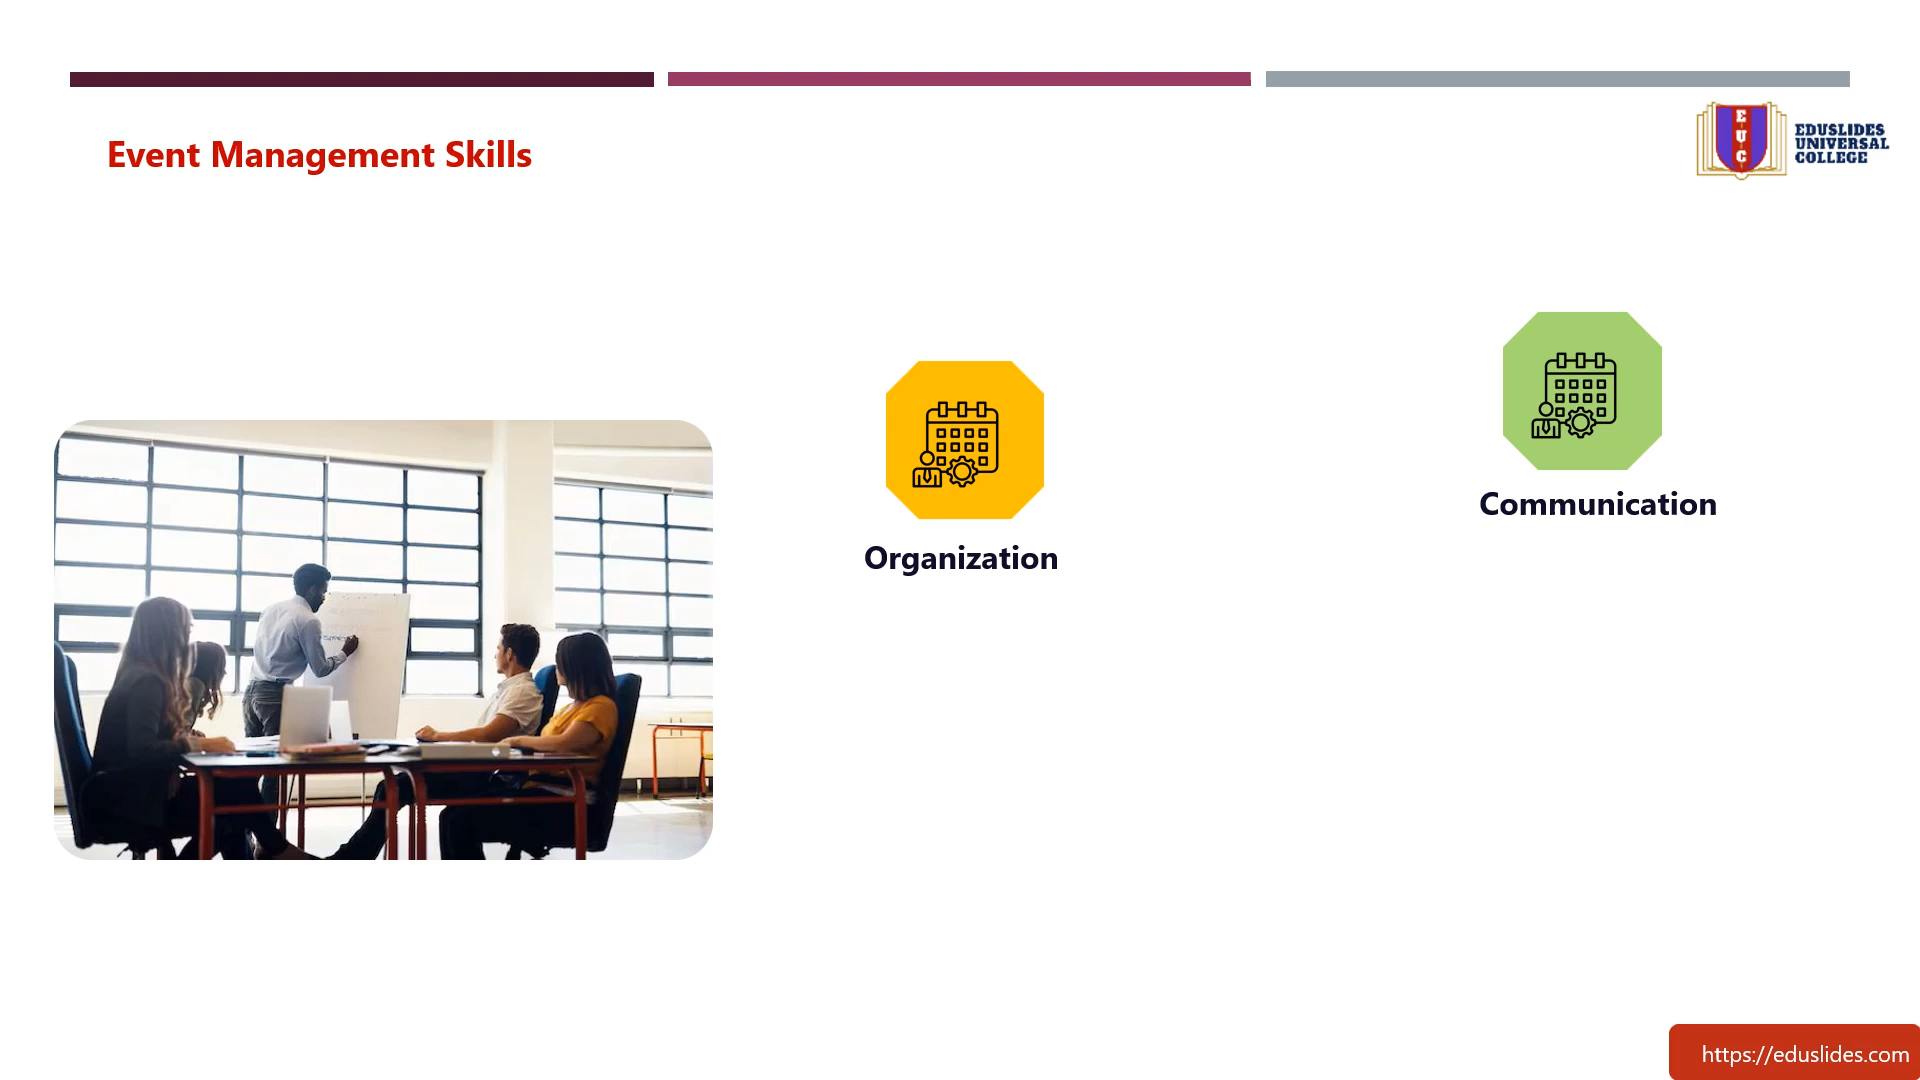 Event Management Skills
E
U
C
EDUSLIDES
UNIVERSAL
COLLEGE
Communication
Organization
https://eduslides.com